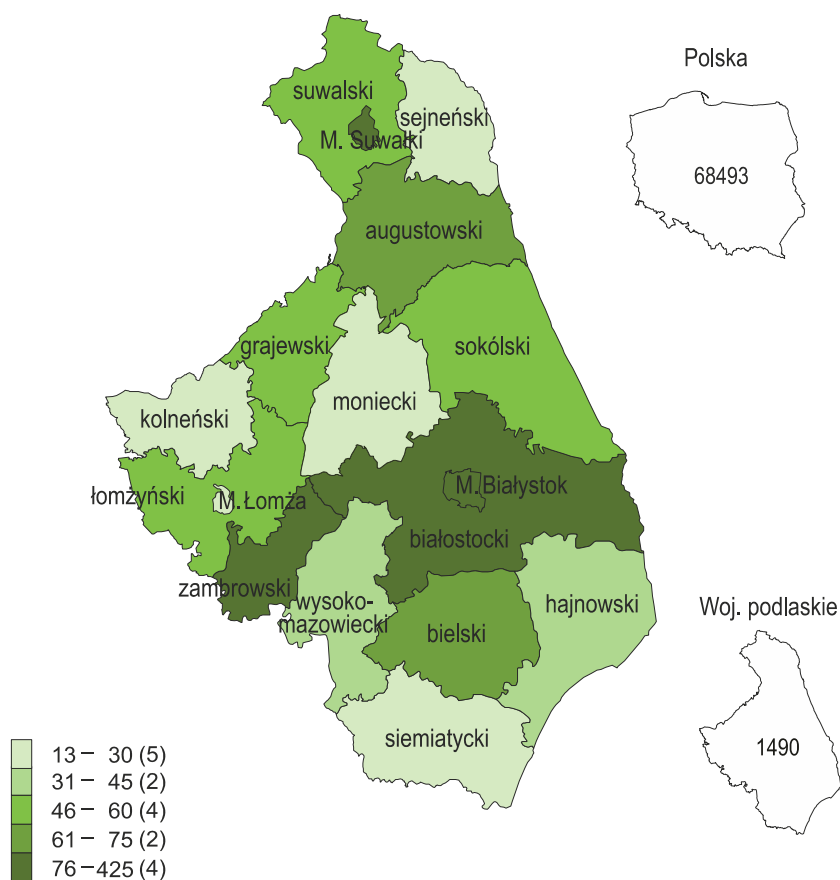 Polska
68493
suwalski
sejneński
M. Suwałki
augustowski
grajewski
sokólski
moniecki
kolneński
łomżyński
M. Łomża
M. Białystok
białostocki
zambrowski
wysoko-
mazowiecki
hajnowski
bielski
siemiatycki
Woj. podlaskie
1490
13 – 30 (5)
31 – 45 (2)
46 – 60 (4)
61 – 75 (2)
76 – 425 (4)